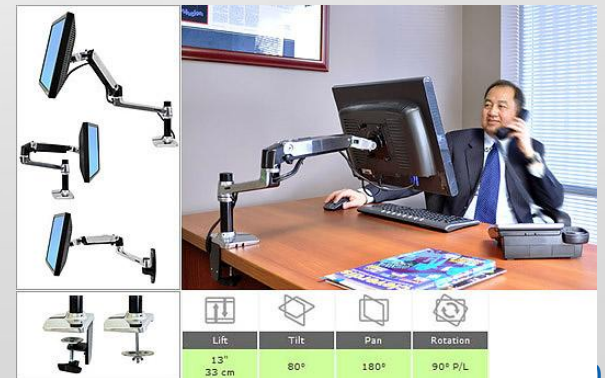 Lift
Tilt
Pan
Rotation
13"
33 cm
80°
180°
90° P/L